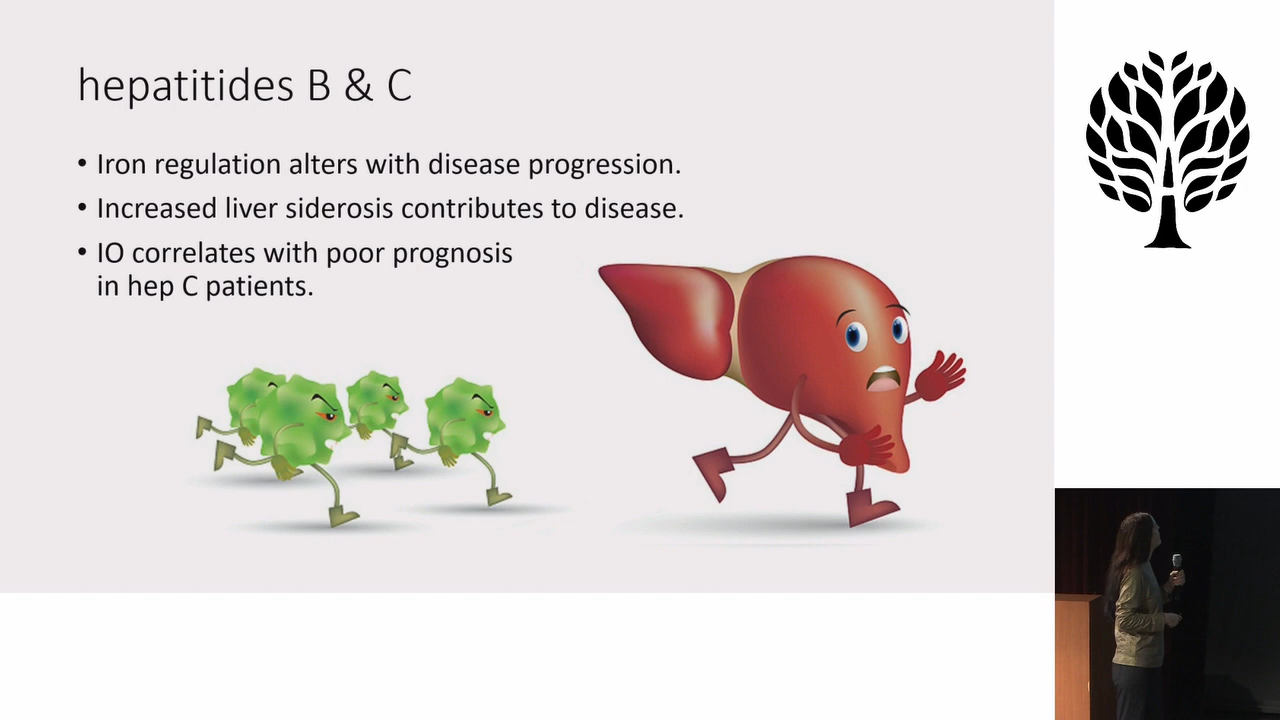 hepatitides B & C
• Iron regulation alters with disease progression.
• Increased liver siderosis contributes to disease.
• IO correlates with poor prognosis
in hep C patients.